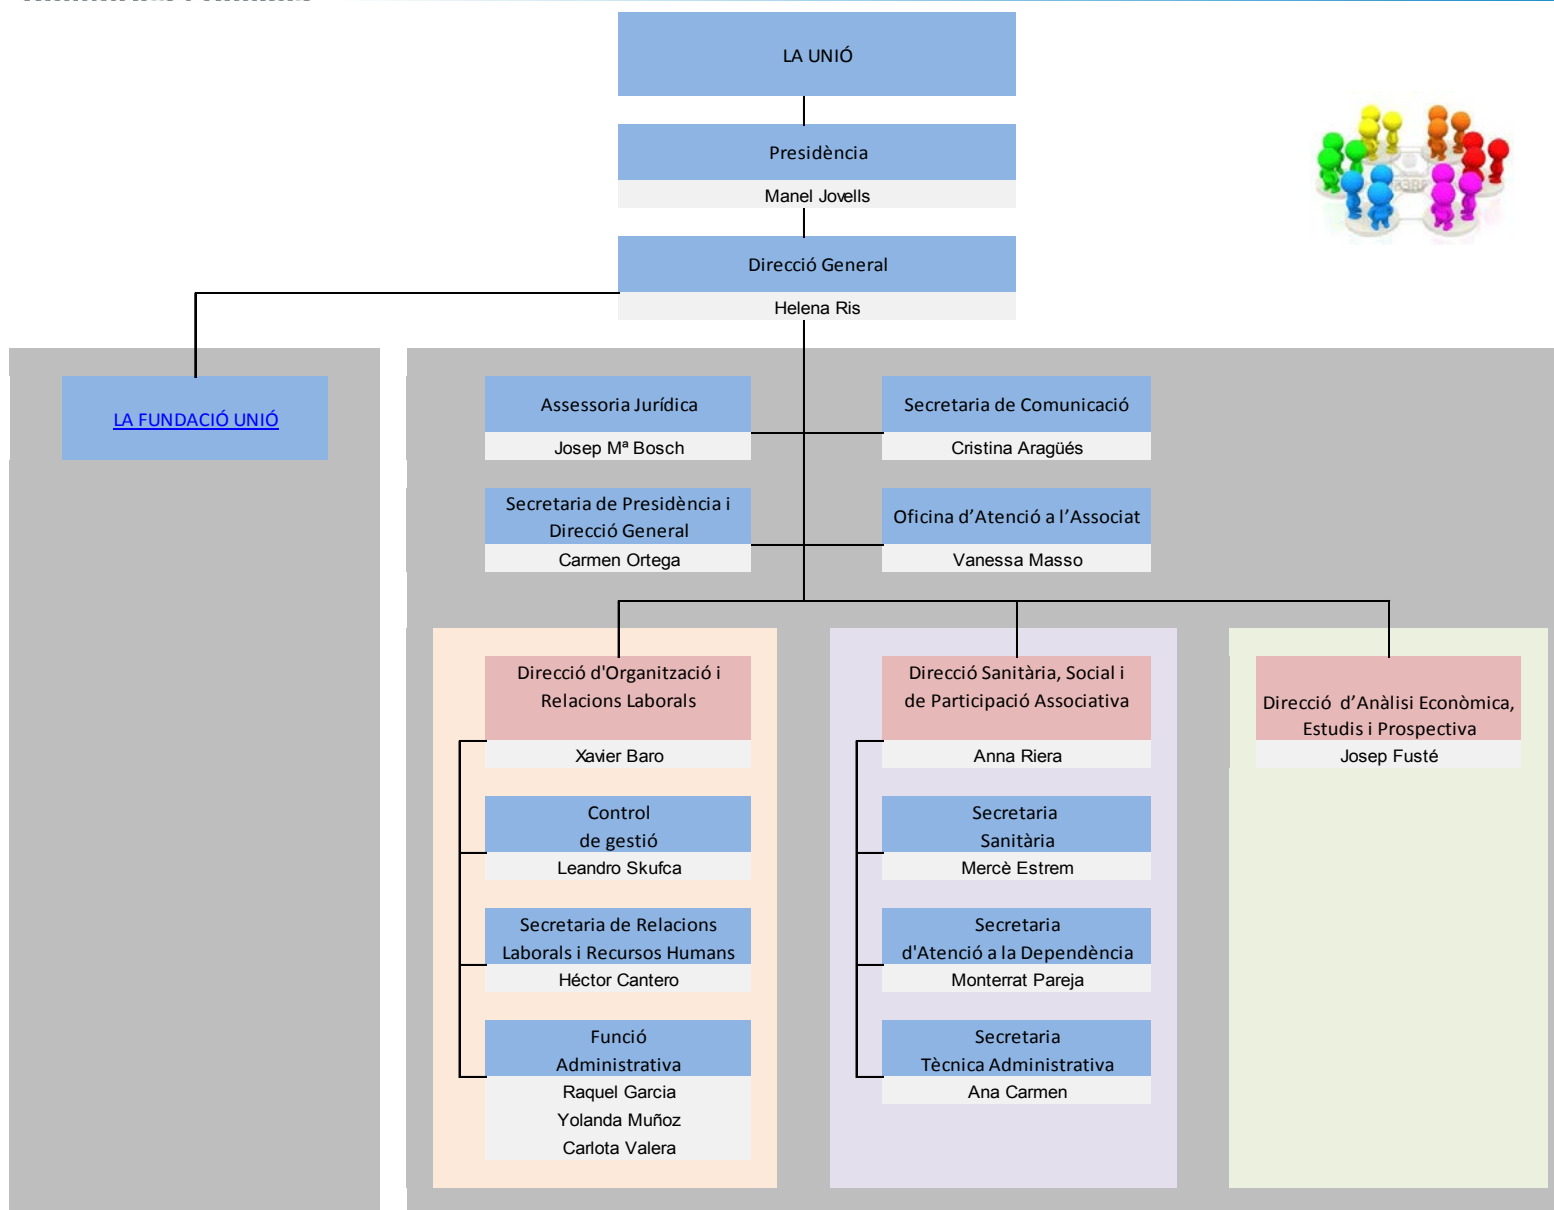 LA UNIÓ
Presidència
Manel Jovells
Direcció General
Helena Ris
LA FUNDACIÓ UNIÓ
Assessoria Jurídica
Josep Mª Bosch
Secretaria de Comunicació
Cristina Aragüés
Secretaria de Presidència i
Direcció General
Carmen Ortega
Oficina d’Atenció a l’Associat
Vanessa Masso
Direcció d'Organització i
Relacions Laborals
Xavier Baro
Control
de gestió
Leandro Skufca
Secretaria de Relacions
Laborals i Recursos Humans
Héctor Cantero
Funció
Administrativa
Raquel Garcia
Yolanda Muñoz
Carlota Valera
Direcció Sanitària, Social i
de Participació Associativa
Anna Riera
Secretaria
Sanitària
Mercè Estrem
Secretaria
d'Atenció a la Dependència
Monterrat Pareja
Secretaria
Tècnica Administrativa
Ana Carmen
Direcció d’Anàlisi Econòmica,
Estudis i Prospectiva
Josep Fusté